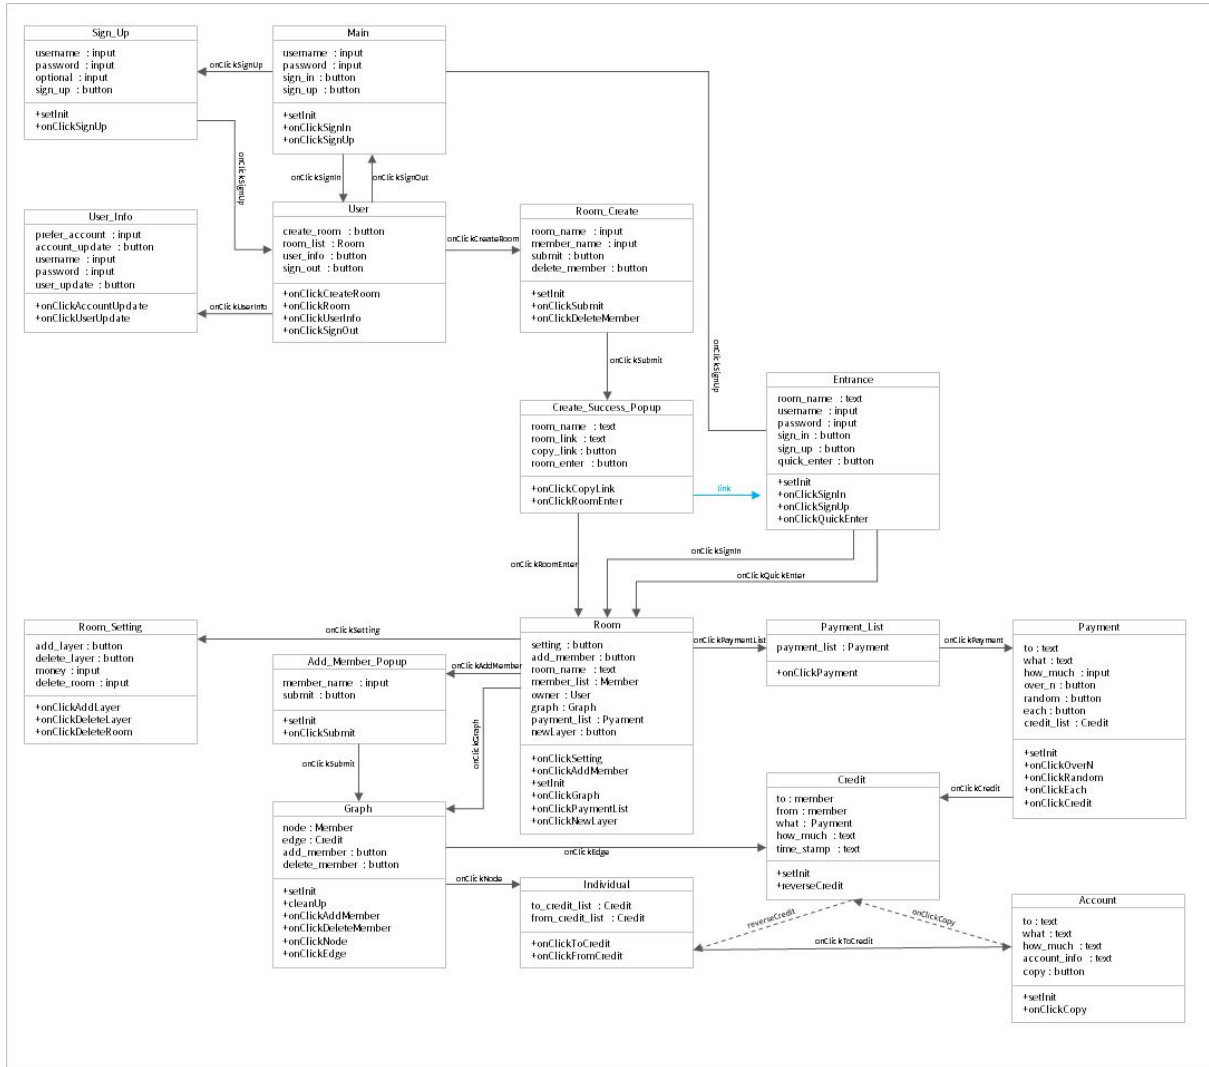 Sign_Up
username : input
password : input
optional : input
sign_up : button
+setInit
+onClickSignUp
onClickSignUp
Main
username : input
password : input
sign_in : button
sign_up : button
+setInit
+onClickSignIn
+onClickSignUp
onClickSignUp
onClickSignIn
onClickSignOut
User_Info
prefer_account : input
account_update : button
username : input
password : input
user_update : button
+onClickAccountUpdate
+onClickUserUpdate
onClickUserInfo
User
create_room : button
room_list : Room
user_info : button
sign_out : button
+onClickCreateRoom
+onClickRoom
+onClickUserInfo
+onClickSignOut
onClickCreateRoom
Room_Create
room_name : input
member_name : input
submit : button
delete_member : button
+setInit
+onClickSubmit
+onClickDeleteMember
onClickSubmit
onClickSignUp
Create_Success_Popup
room_name : text
room_link : text
copy_link : button
room_enter : button
+onClickCopyLink
+onClickRoomEnter
link
Entrance
room_name : text
username : input
password : input
sign_in : button
sign_up : button
quick_enter : button
+setInit
+onClickSignIn
+onClickSignUp
+onClickQuickEnter
onClickRoomEnter
onClickSignIn
onClickQuickEnter
Room_Setting
add_layer : button
delete_layer : button
money : input
delete_room : input
+onClickAddLayer
+onClickDeleteLayer
+onClickDeleteRoom
onClickSetting
Add_Member_Popup
member_name : input
submit : button
+setInit
+onClickSubmit
onClickAddMember
onClickSubmit
onClickGraph
Room
setting : button
add_member : button
room_name : text
member_list : Member
owner : User
graph : Graph
payment_list : Pyament
newLayer : button
+onClickSetting
+onClickAddMember
+setInit
+onClickGraph
+onClickPaymentList
+onClickNewLayer
onClickPaymentList
Payment_List
payment_list : Payment
+onClickPayment
onClickPayment
Payment
to : text
what : text
how_much : input
over_n : button
random : button
each : button
credit_list : Credit
+setInit
+onClickOverN
+onClickRandom
+onClickEach
+onClickCredit
onClickCredit
Graph
node : Member
edge : Credit
add_member : button
delete_member : button
+setInit
+cleanUp
+onClickAddMember
+onClickDeleteMember
+onClickNode
+onClickEdge
onClickEdge
onClickNode
Credit
to : member
from : member
what : Payment
how_much : text
time_stamp : text
+setInit
+reverseCredit
Individual
to_credit_list : Credit
from_credit_list : Credit
+onClickToCredit
+onClickFromCredit
reverseCredit
onClickCopy
onClickToCredit
Account
to : text
what : text
how_much : text
account_info : text
copy : button
+setInit
+onClickCopy